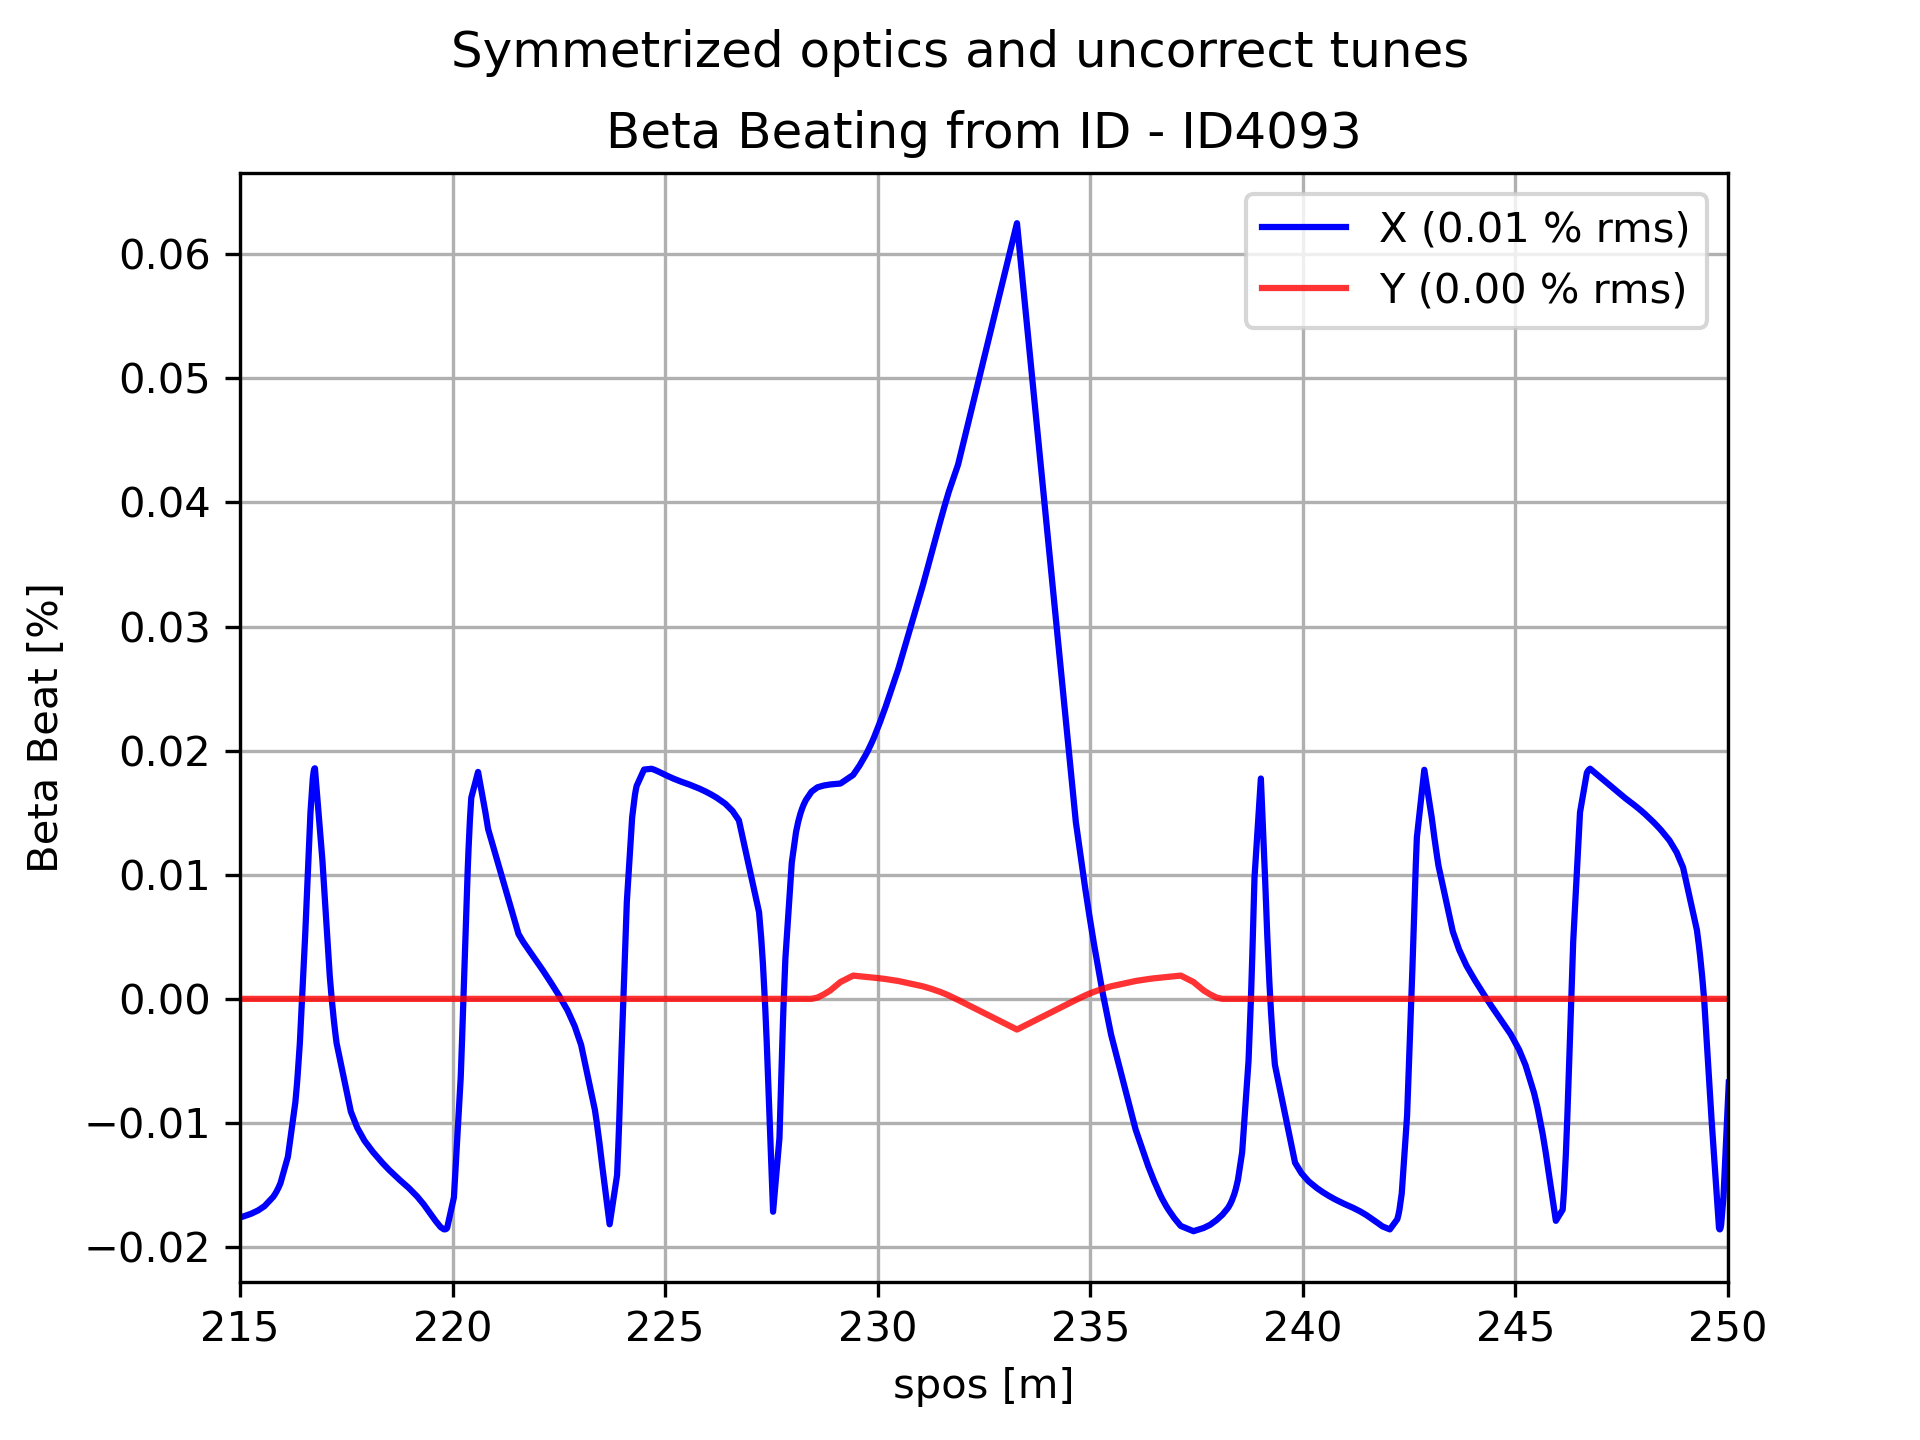 Symmetrized optics and uncorrect tunes
Beta Beating from ID - ID4093
X (0.01 % rms)
Y (0.00 % rms)
Beta Beat [%]
0.06
0.05
0.04
0.03
0.02
0.01
0.00
−0.01
−0.02
215 220 225 230 235 240 245 250
spos [m]